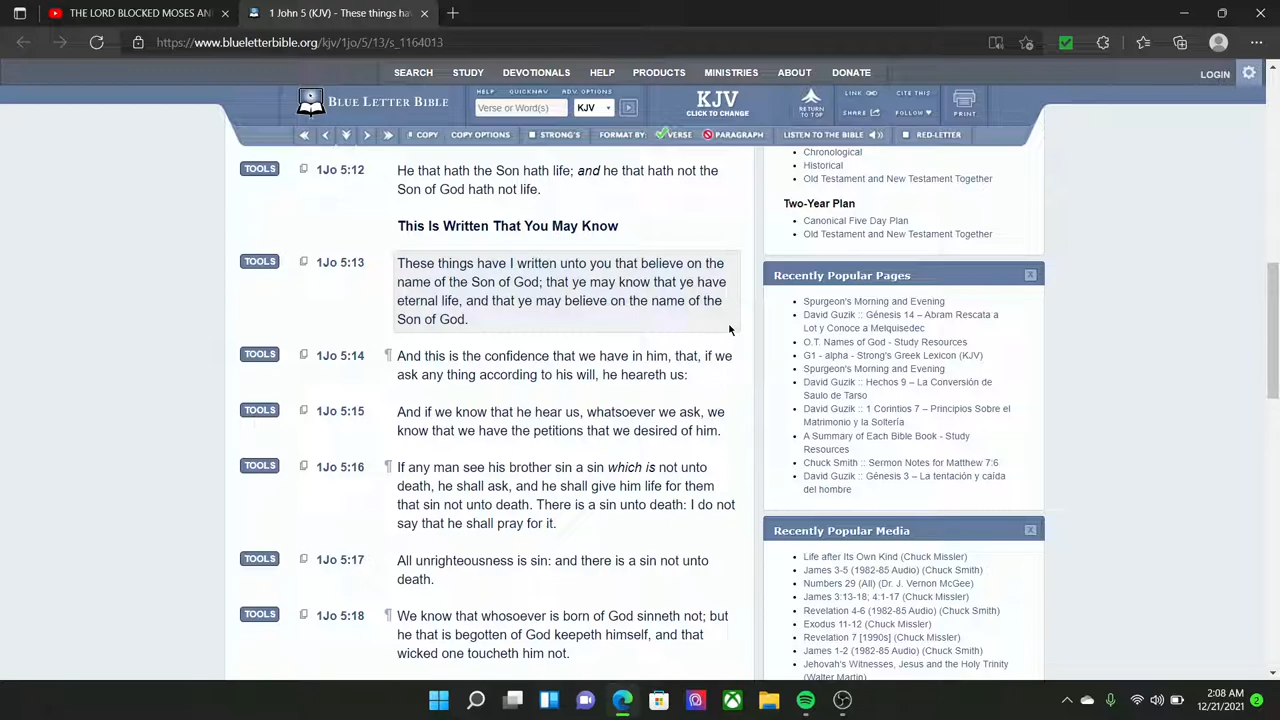 THE LORD BLOCKED MOSES AN
1 John 5 (KJV) - These things ha
https://www.blueletterbible.org/kjv/1jo/5/13/s_1164013
SEARCH STUDY DEVOTIONALS HELP PRODUCTS MINISTRIES ABOUT DONATE
LOGIN
BLUE LETTER BIBLE
HELP QUICKNAV ADV. OPTIONS
Verse or Word(s)
KJV
KJV
CLICK TO CHANGE
RETURN
TO TOP
LINK
CITE THIS
SHARE
FOLLOW
PRINT
COPY COPY OPTIONS STRONG'S FORMAT BY: VERSE PARAGRAPH LISTEN TO THE BIBLE RED-LETTER
TOOLS 1Jo 5:12 He that hath the Son hath life; and he that hath not the
Son of God hath not life.
This Is Written That You May Know
TOOLS 1Jo 5:13 These things have I written unto you that believe on the
name of the Son of God; that ye may know that ye have
eternal life, and that ye may believe on the name of the
Son of God.
TOOLS 1Jo 5:14 ¶ And this is the confidence that we have in him, that, if we
ask any thing according to his will, he heareth us:
TOOLS 1Jo 5:15 And if we know that he hear us, whatsoever we ask, we
know that we have the petitions that we desired of him.
TOOLS 1Jo 5:16 ¶ If any man see his brother sin a sin which is not unto
death, he shall ask, and he shall give him life for them
that sin not unto death. There is a sin unto death: I do not
say that he shall pray for it.
TOOLS 1Jo 5:17 All unrighteousness is sin: and there is a sin not unto
death.
TOOLS 1Jo 5:18 ¶ We know that whosoever is born of God sinneth not; but
he that is begotten of God keepeth himself, and that
wicked one toucheth him not.
Chronological
Historical
Old Testament and New Testament Together
Two-Year Plan
Canonical Five Day Plan
Old Testament and New Testament Together
Recently Popular Pages
Spurgeon's Morning and Evening
David Guzik :: Génesis 14 – Abram Rescata a
Lot y Conoce a Melquisedec
O.T. Names of God - Study Resources
G1 - alpha - Strong's Greek Lexicon (KJV)
Spurgeon's Morning and Evening
David Guzik :: Hechos 9 – La Conversión de
Saulo de Tarso
David Guzik :: 1 Corintios 7 – Principios Sobre el
Matrimonio y la Soltería
A Summary of Each Bible Book - Study
Resources
Chuck Smith :: Sermon Notes for Matthew 7:6
David Guzik :: Génesis 3 – La tentación y caída
del hombre
Recently Popular Media
Life after Its Own Kind (Chuck Missler)
James 3-5 (1982-85 Audio) (Chuck Smith)
Numbers 29 (All) (Dr. J. Vernon McGee)
James 3:13-18; 4:1-17 (Chuck Missler)
Revelation 4-6 (1982-85 Audio) (Chuck Smith)
Exodus 11-12 (Chuck Missler)
Revelation 7 [1990s] (Chuck Missler)
James 1-2 (1982-85 Audio) (Chuck Smith)
Jehovah's Witnesses, Jesus and the Holy Trinity
(Walter Martin)
2:08 AM
12/21/2021
2